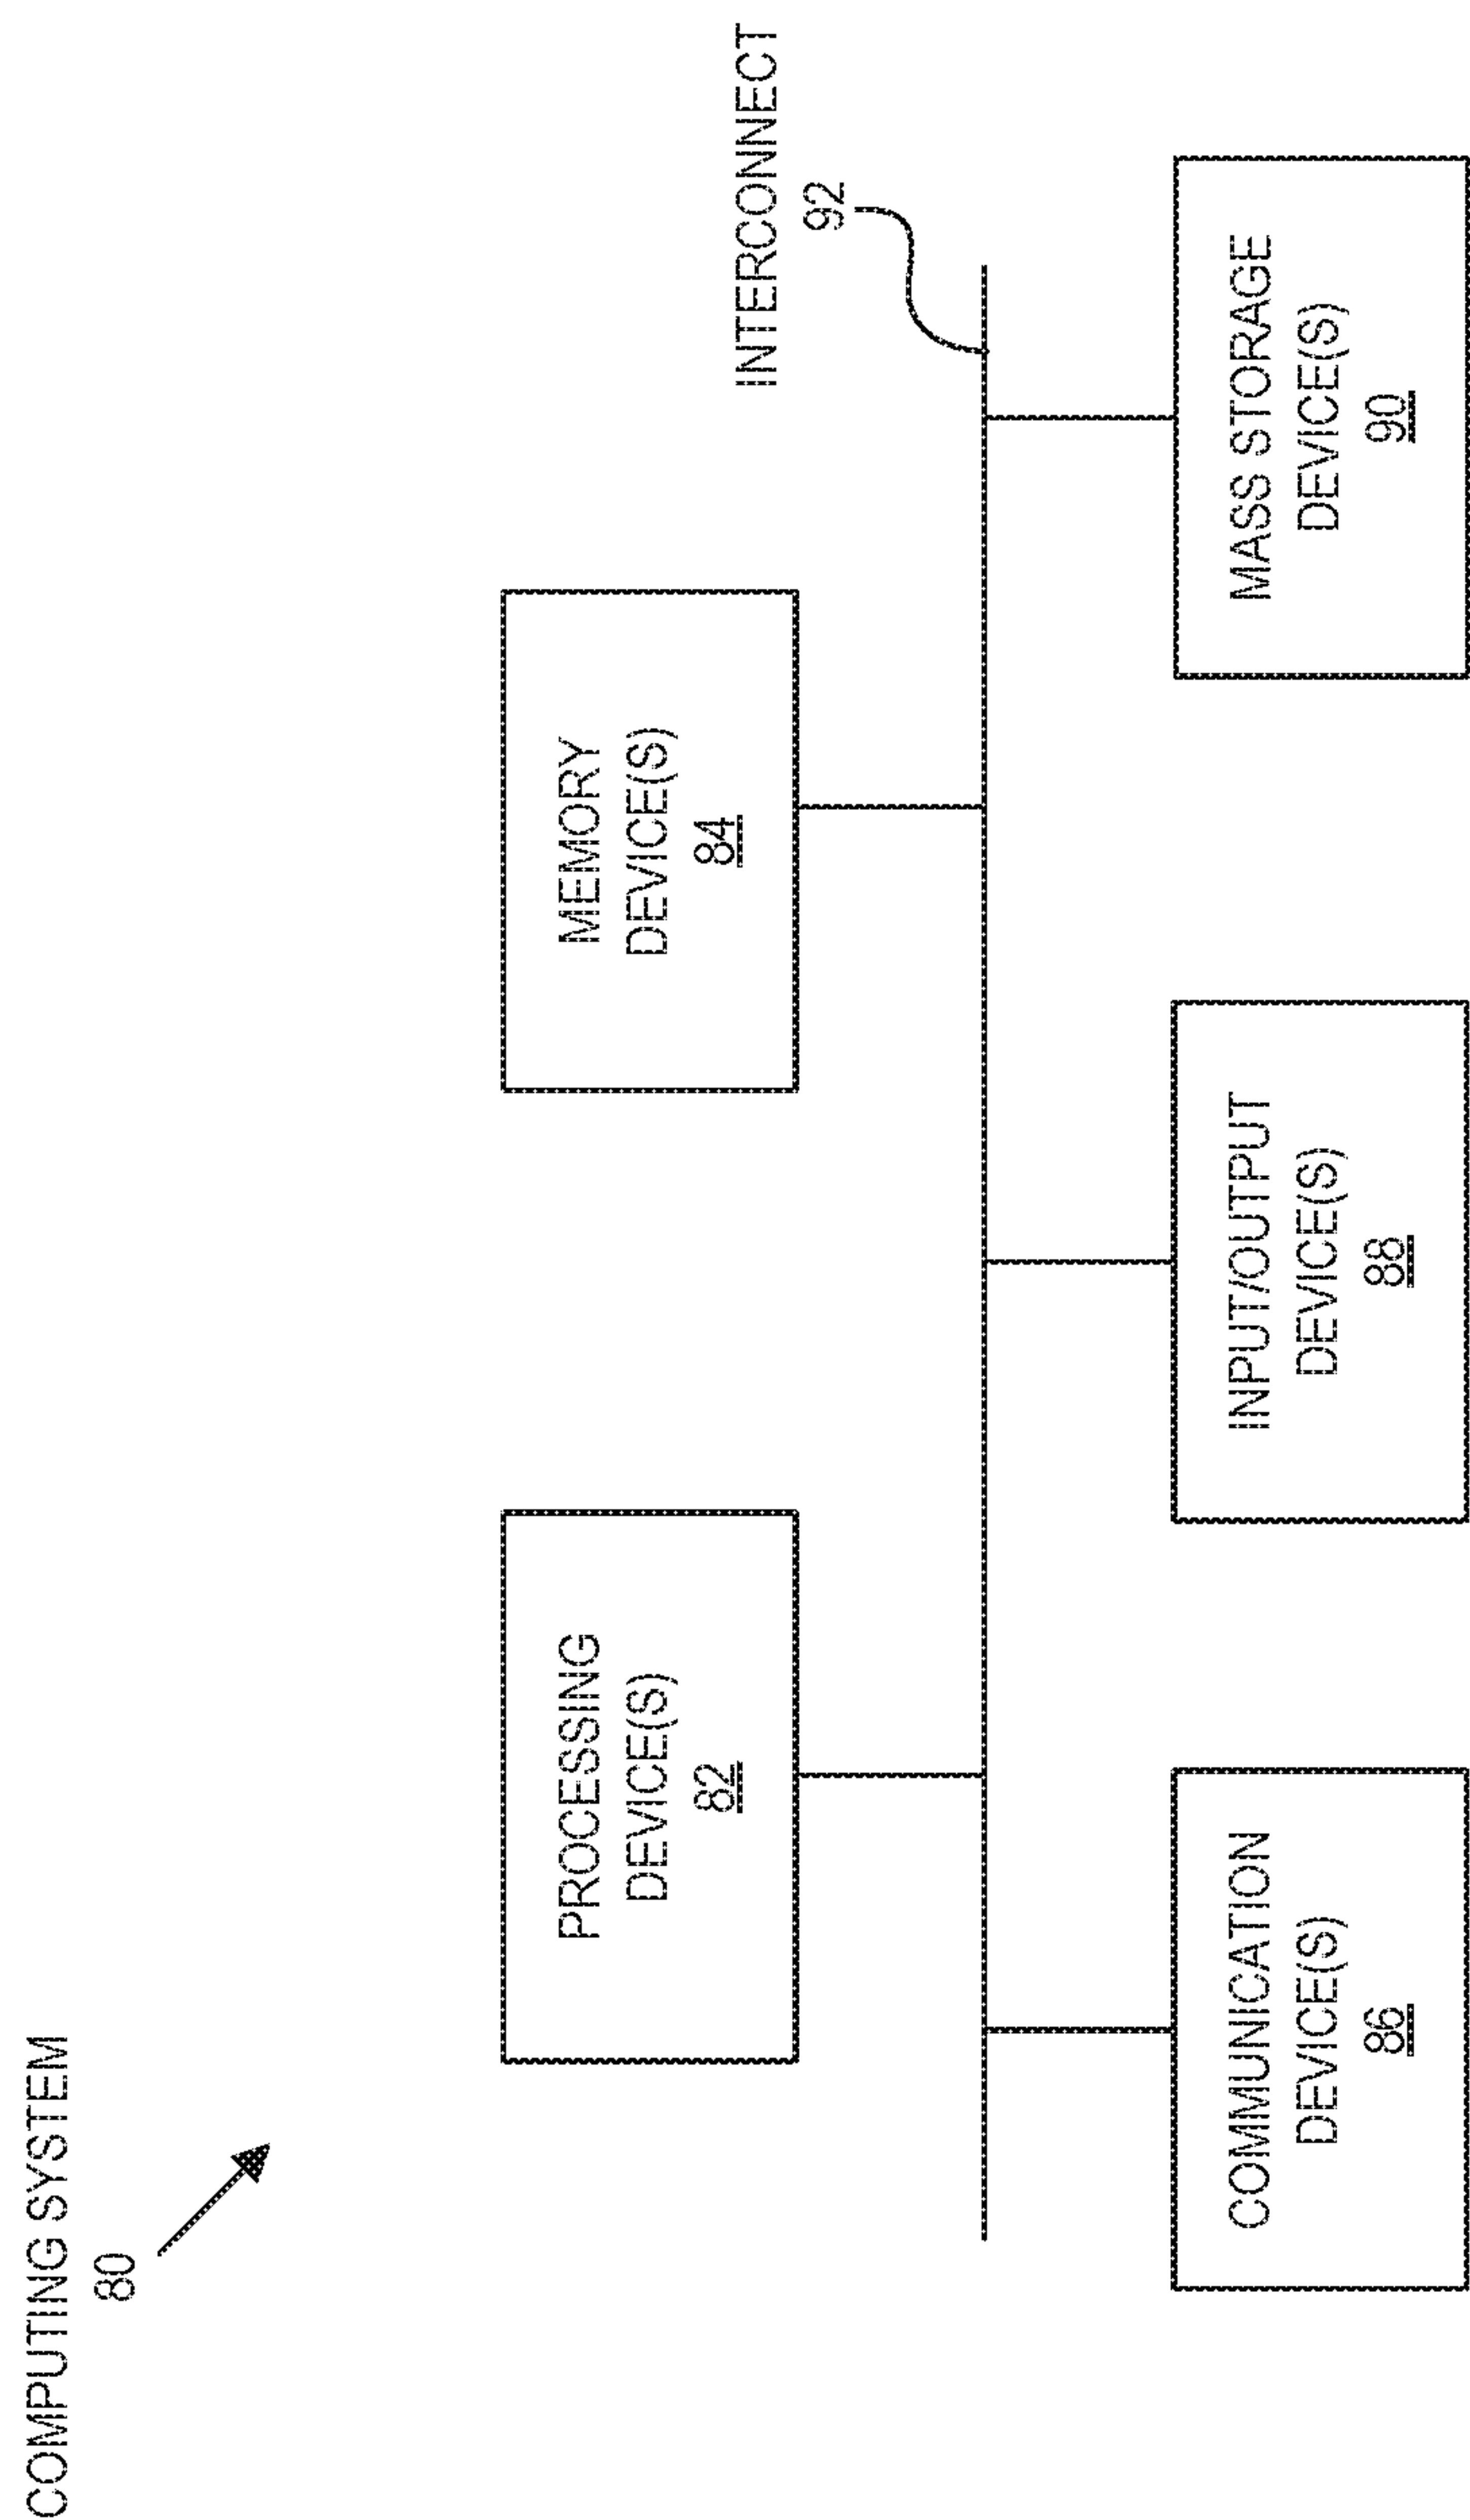 COMPUTING SYSTEM
80
PROCESSING
DEVICE(S)
82
MEMORY
DEVICE(S)
84
INTERCONNECT
92
COMMUNICATION
DEVICE(S)
86
INPUT/OUTPUT
DEVICE(S)
88
MASS STORAGE
DEVICE(S)
90